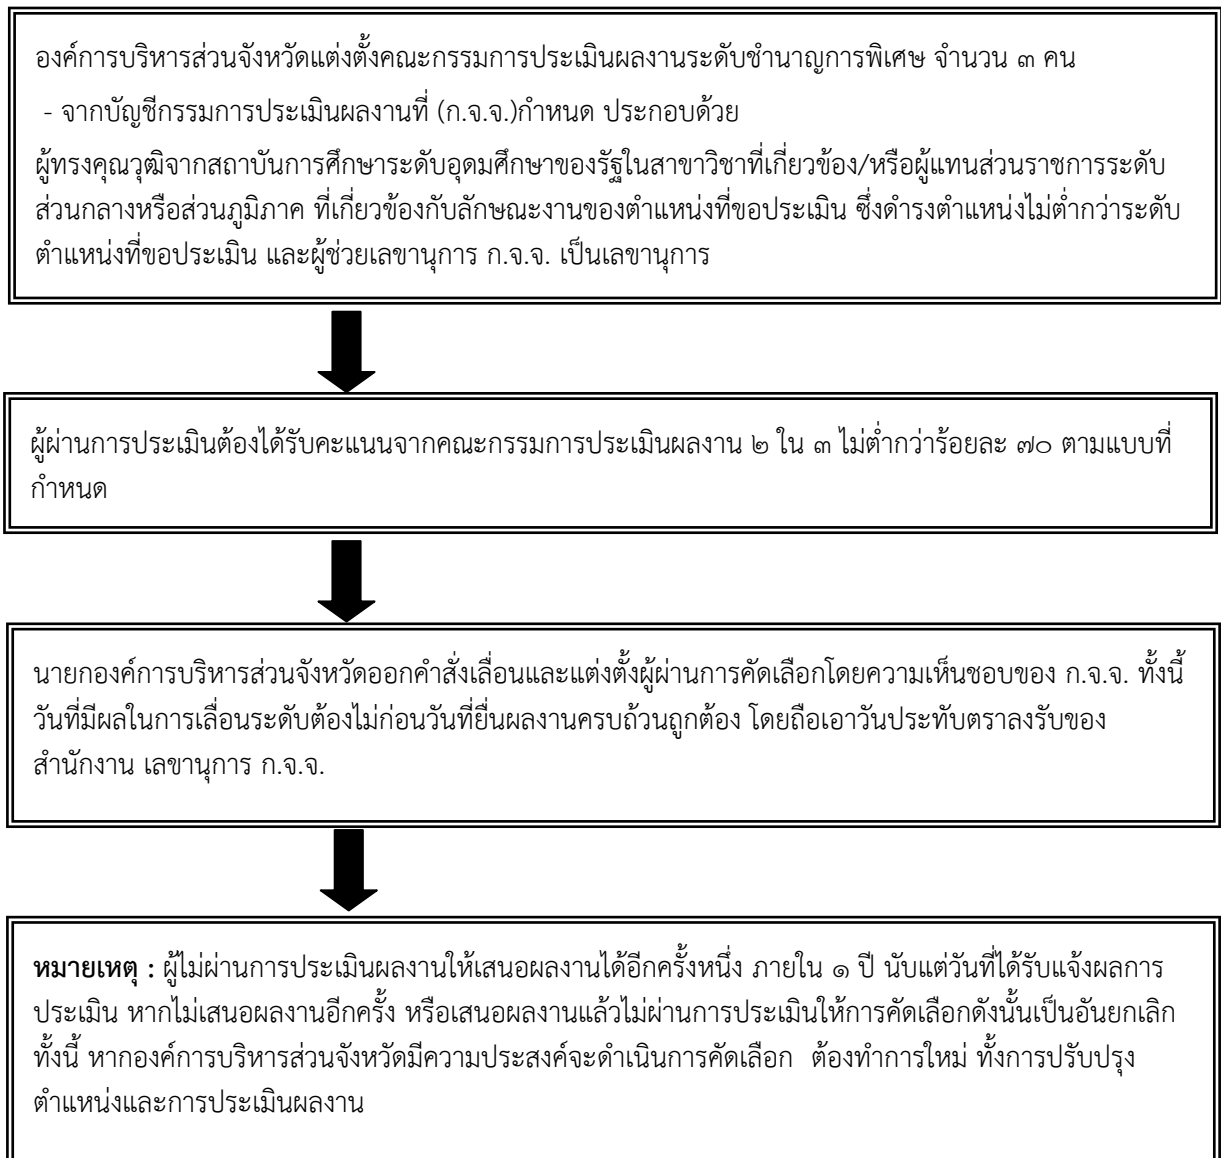 องค์การบริหารส่วนจังหวัดแต่งตั้งคณะกรรมการประเมินผลงานระดับชำนาญการพิเศษ จำนวน ๓ คน
- จากบัญชีกรรมการประเมินผลงานที่ (ก.จ.จ.)กำหนด ประกอบด้วย
ผู้ทรงคุณวุฒิจากสถาบันการศึกษาระดับอุดมศึกษาของรัฐในสาขาวิชาที่เกี่ยวข้อง/หรือผู้แทนส่วนราชการระดับ
ส่วนกลางหรือส่วนภูมิภาค ที่เกี่ยวข้องกับลักษณะงานของตำแหน่งที่ขอประเมิน ซึ่งดำรงตำแหน่งไม่ต่ำกว่าระดับ
ตำแหน่งที่ขอประเมิน และผู้ช่วยเลขานุการ ก.จ.จ. เป็นเลขานุการ
ผู้ผ่านการประเมินต้องได้รับคะแนนจากคณะกรรมการประเมินผลงาน ๒ ใน ๓ ไม่ต่ำกว่าร้อยละ ๗๐ ตามแบบที่
กำหนด
นายกองค์การบริหารส่วนจังหวัดออกคำสั่งเลื่อนและแต่งตั้งผู้ผ่านการคัดเลือกโดยความเห็นชอบของ ก.จ.จ. ทั้งนี้
วันที่มีผลในการเลื่อนระดับต้องไม่ก่อนวันที่ยื่นผลงานครบถ้วนถูกต้อง โดยถือเอาวันประทับตราลงรับของ
สำนักงาน เลขานุการ ก.จ.จ.
หมายเหตุ : ผู้ไม่ผ่านการประเมินผลงานให้เสนอผลงานได้อีกครั้งหนึ่ง ภายใน ๑ ปี นับแต่วันที่ได้รับแจ้งผลการ
ประเมิน หากไม่เสนอผลงานอีกครั้ง หรือเสนอผลงานแล้วไม่ผ่านการประเมินให้การคัดเลือกดังนั้นเป็นอันยกเลิก
ทั้งนี้ หากองค์การบริหารส่วนจังหวัดมีความประสงค์จะดำเนินการคัดเลือก ต้องทำการใหม่ ทั้งการปรับปรุง
ตำแหน่งและการประเมินผลงาน